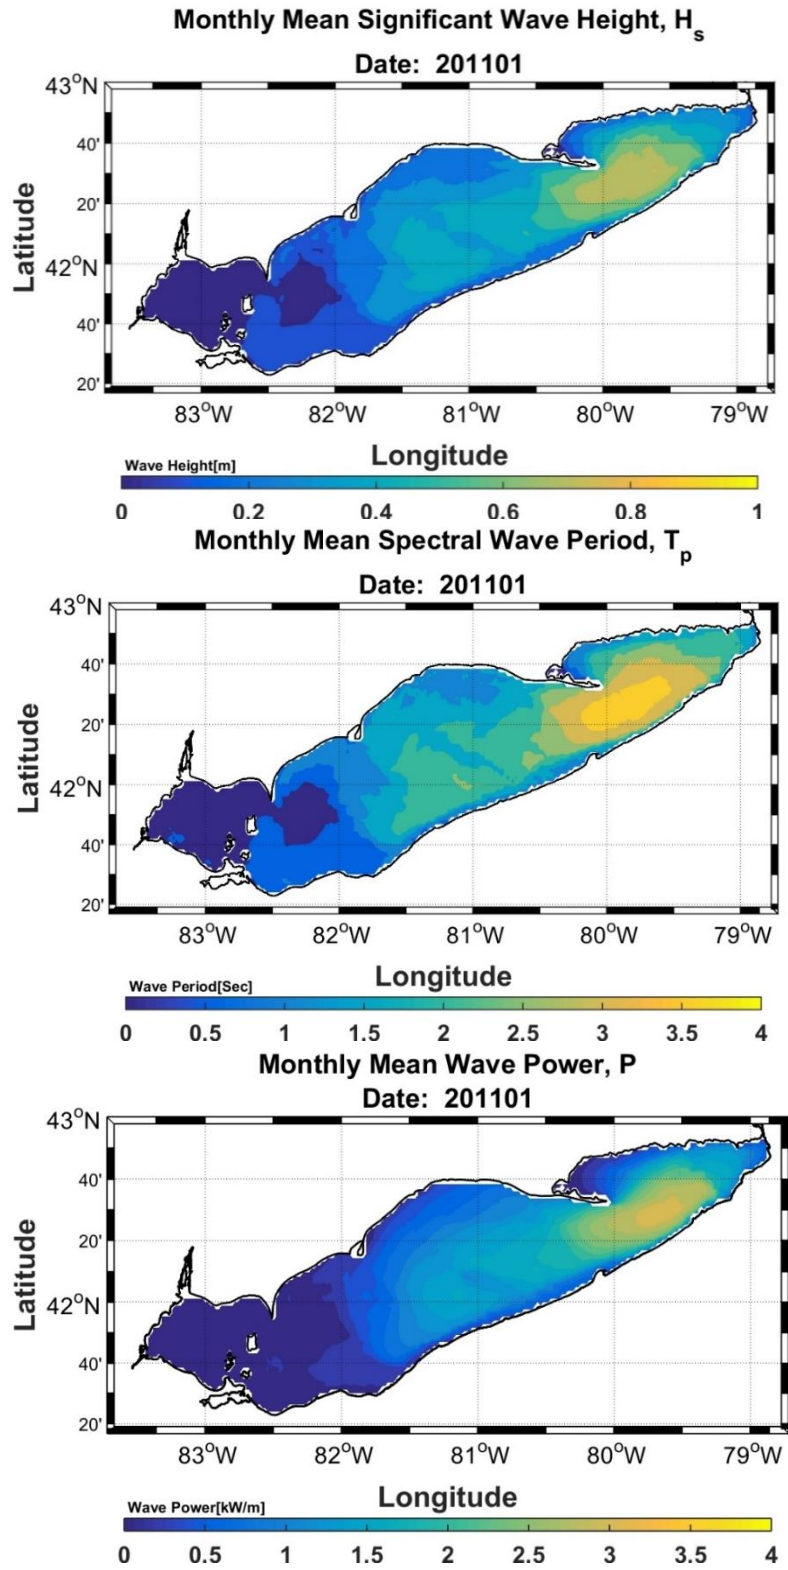 Monthly Mean Significant Wave Height, Hs
Date: 201101
43°N
40'
20'
42°N
40'
20'
Latitude
83°W 82°W 81°W 80°W 79°W
Longitude
Wave Height[m]
0 0.2 0.4 0.6 0.8 1
Monthly Mean Spectral Wave Period, Tp
Date: 201101
43°N
40'
20'
42°N
40'
20'
Latitude
83°W 82°W 81°W 80°W 79°W
Longitude
Wave Period[Sec]
0 0.5 1 1.5 2 2.5 3 3.5 4
Monthly Mean Wave Power, P
Date: 201101
43°N
40'
20'
42°N
40'
20'
Latitude
83°W 82°W 81°W 80°W 79°W
Longitude
Wave Power[kW/m]
0 0.5 1 1.5 2 2.5 3 3.5 4